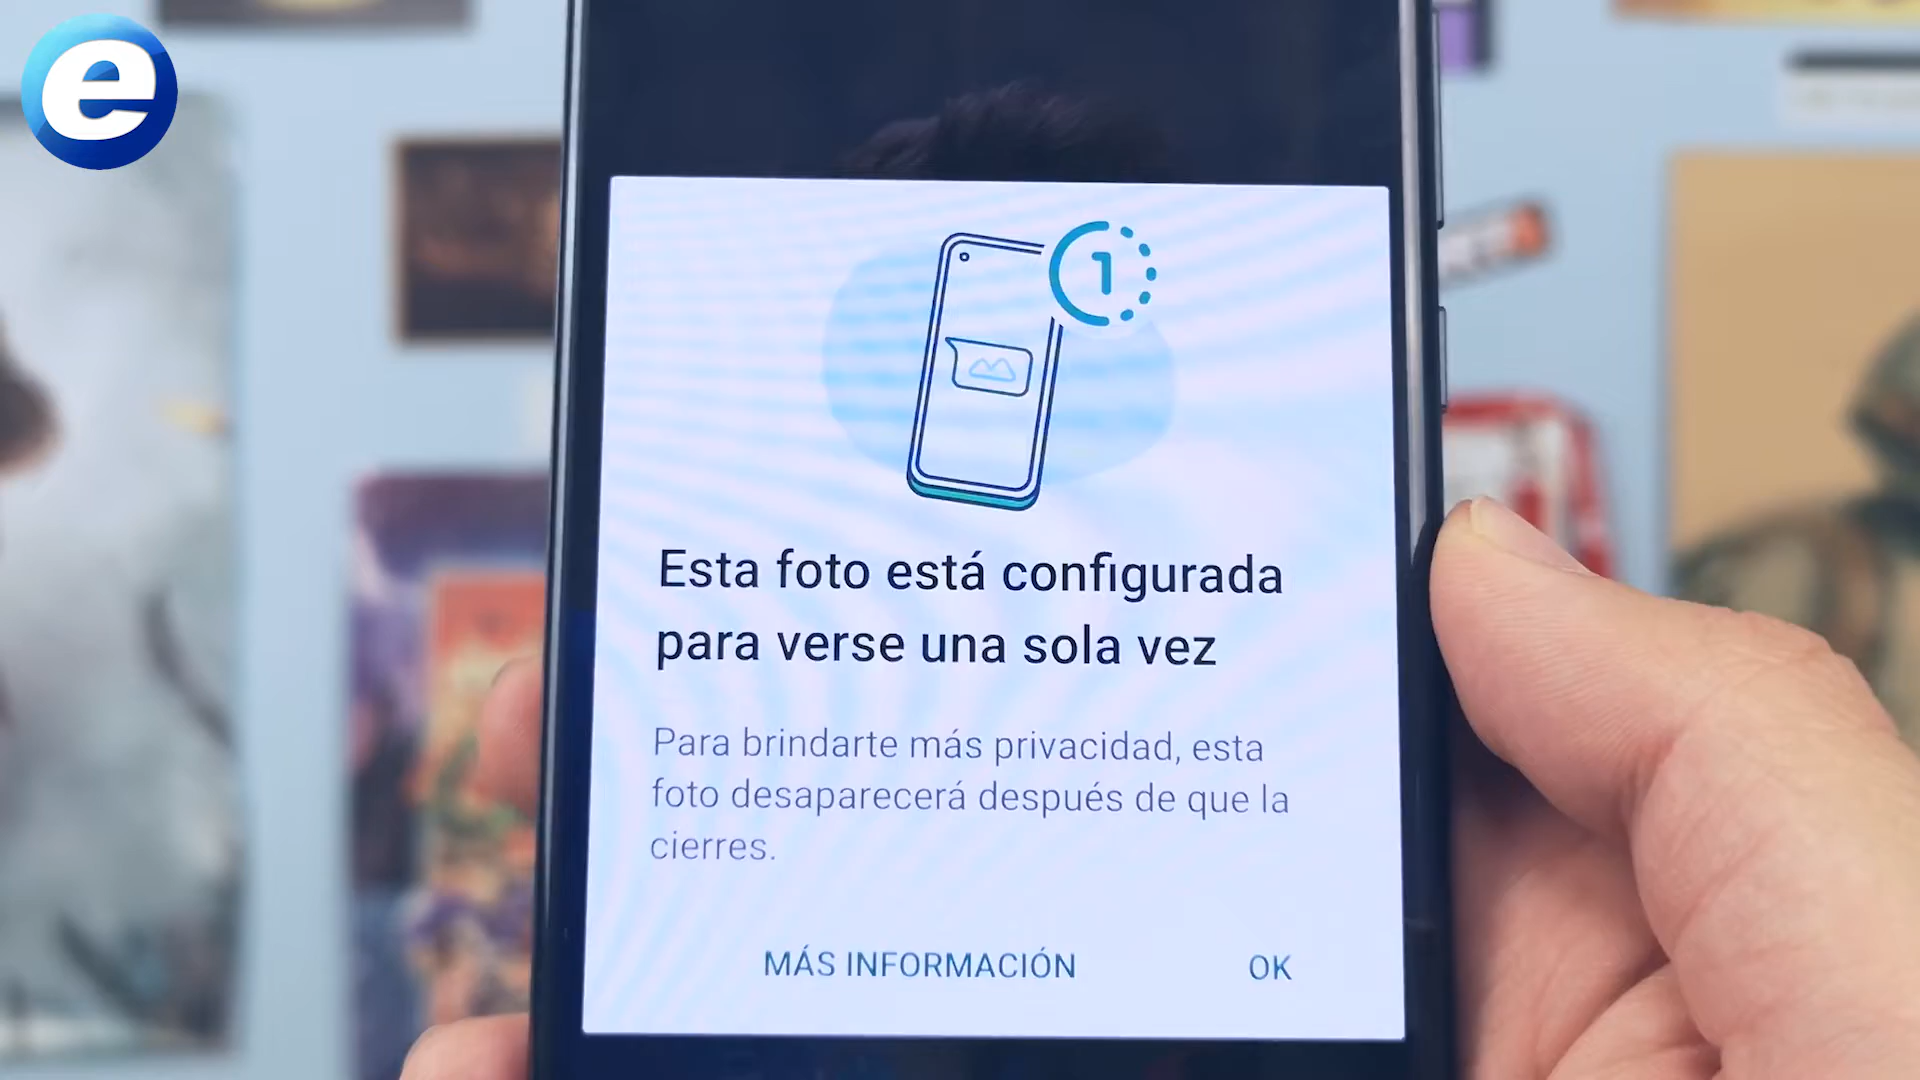 e
1
Esta foto está configurada
para verse una sola vez
Para brindarte más privacidad, esta
foto desaparecerá después de que la
cierres.
MÁS INFORMACIÓN
OK